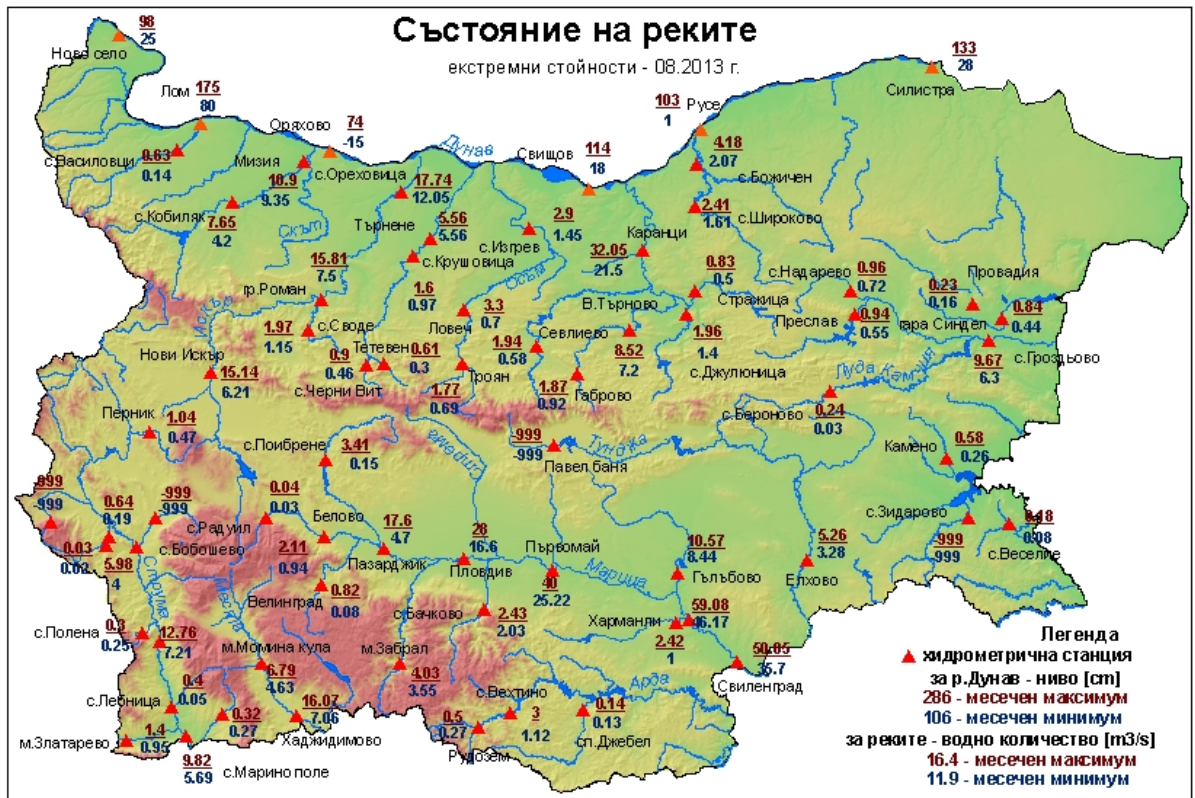 Състояние на реките
екстремни стойности - 08.2013 г.
98
25
Ново село
133
28
Силистра
Лом 175
80
103
1
Русе
Оряхово
74
-15
Дунав
Свищов
114
18
4.18
2.07
с.Василовци
0.63
0.14
Мизия
10.9
9.35
с.Ореховица
17.74
12.05
с.Божичен
с.Кобиляк
7.65
4.2
Скът
Търнене
5.56
5.56
с.Изгрев
2.9
1.45
Каранци
32.05
21.5
2.41
1.61
с.Широково
15.81
7.5
с.Крушовица
Осъм
0.83
0.5
с.Надарево
0.96
0.72
Провадия
0.23
0.16
гр.Роман
Искър
1.6
0.97
3.3
0.7
В.Търново
Стражица
0.84
0.44
1.97
1.15
с.Своде
Ловеч
Севлиево
1.94
0.58
8.52
7.2
1.96
1.4
Преслав
0.94
0.55
гара Синдел
Нови Искър
15.14
6.21
Тетевен
0.9
0.46
0.61
0.3
Троян
с.Джулюница
9.67
6.3
с.Гроздьово
с.Черни Вит
1.77
0.69
1.87
0.92
Габрово
Луда Камчия
с.Бероново
0.24
0.03
Перник
1.04
0.47
с.Поибрене
3.41
0.15
Стряма
-999
-999
Тунджа
Павел баня
Камено
0.58
0.26
-999
-999
0.64
0.19
-999
-999
с.Радуил
0.04
0.03
Белово
17.6
4.7
28
16.6
Първомай
10.57
8.44
5.26
3.28
с.Зидарово
-999
-999
0.18
0.08
с.Веселие
0.03
0.02
5.98
4
с.Бобошево
2.11
0.94
Пазарджик
Пловдив
40
25.22
Марица
Гълъбово
Елхово
Струма
Места
Велинград
0.82
0.08
с.Бачково
2.43
2.03
Харманли
59.08
46.17
2.42
1
с.Полена
0.3
0.25
12.76
7.21
м.Момина кула
6.79
4.63
м.Забрал
4.03
3.55
50.05
35.7
Свиленград
с.Лебница
0.4
0.05
0.32
0.27
16.07
7.06
Хаджидимово
с.Вехтино
3
1.12
Арда
0.14
0.13
сп.Джебел
0.5
0.27
Рудозем
м.Златарево
1.4
0.95
9.82
5.69
с.Марино поле
Легенда
хидрометрична станция
за р.Дунав - ниво [cm]
286 - месечен максимум
106 - месечен минимум
за реките - водно количество [m3/s]
16.4 - месечен максимум
11.9 - месечен минимум